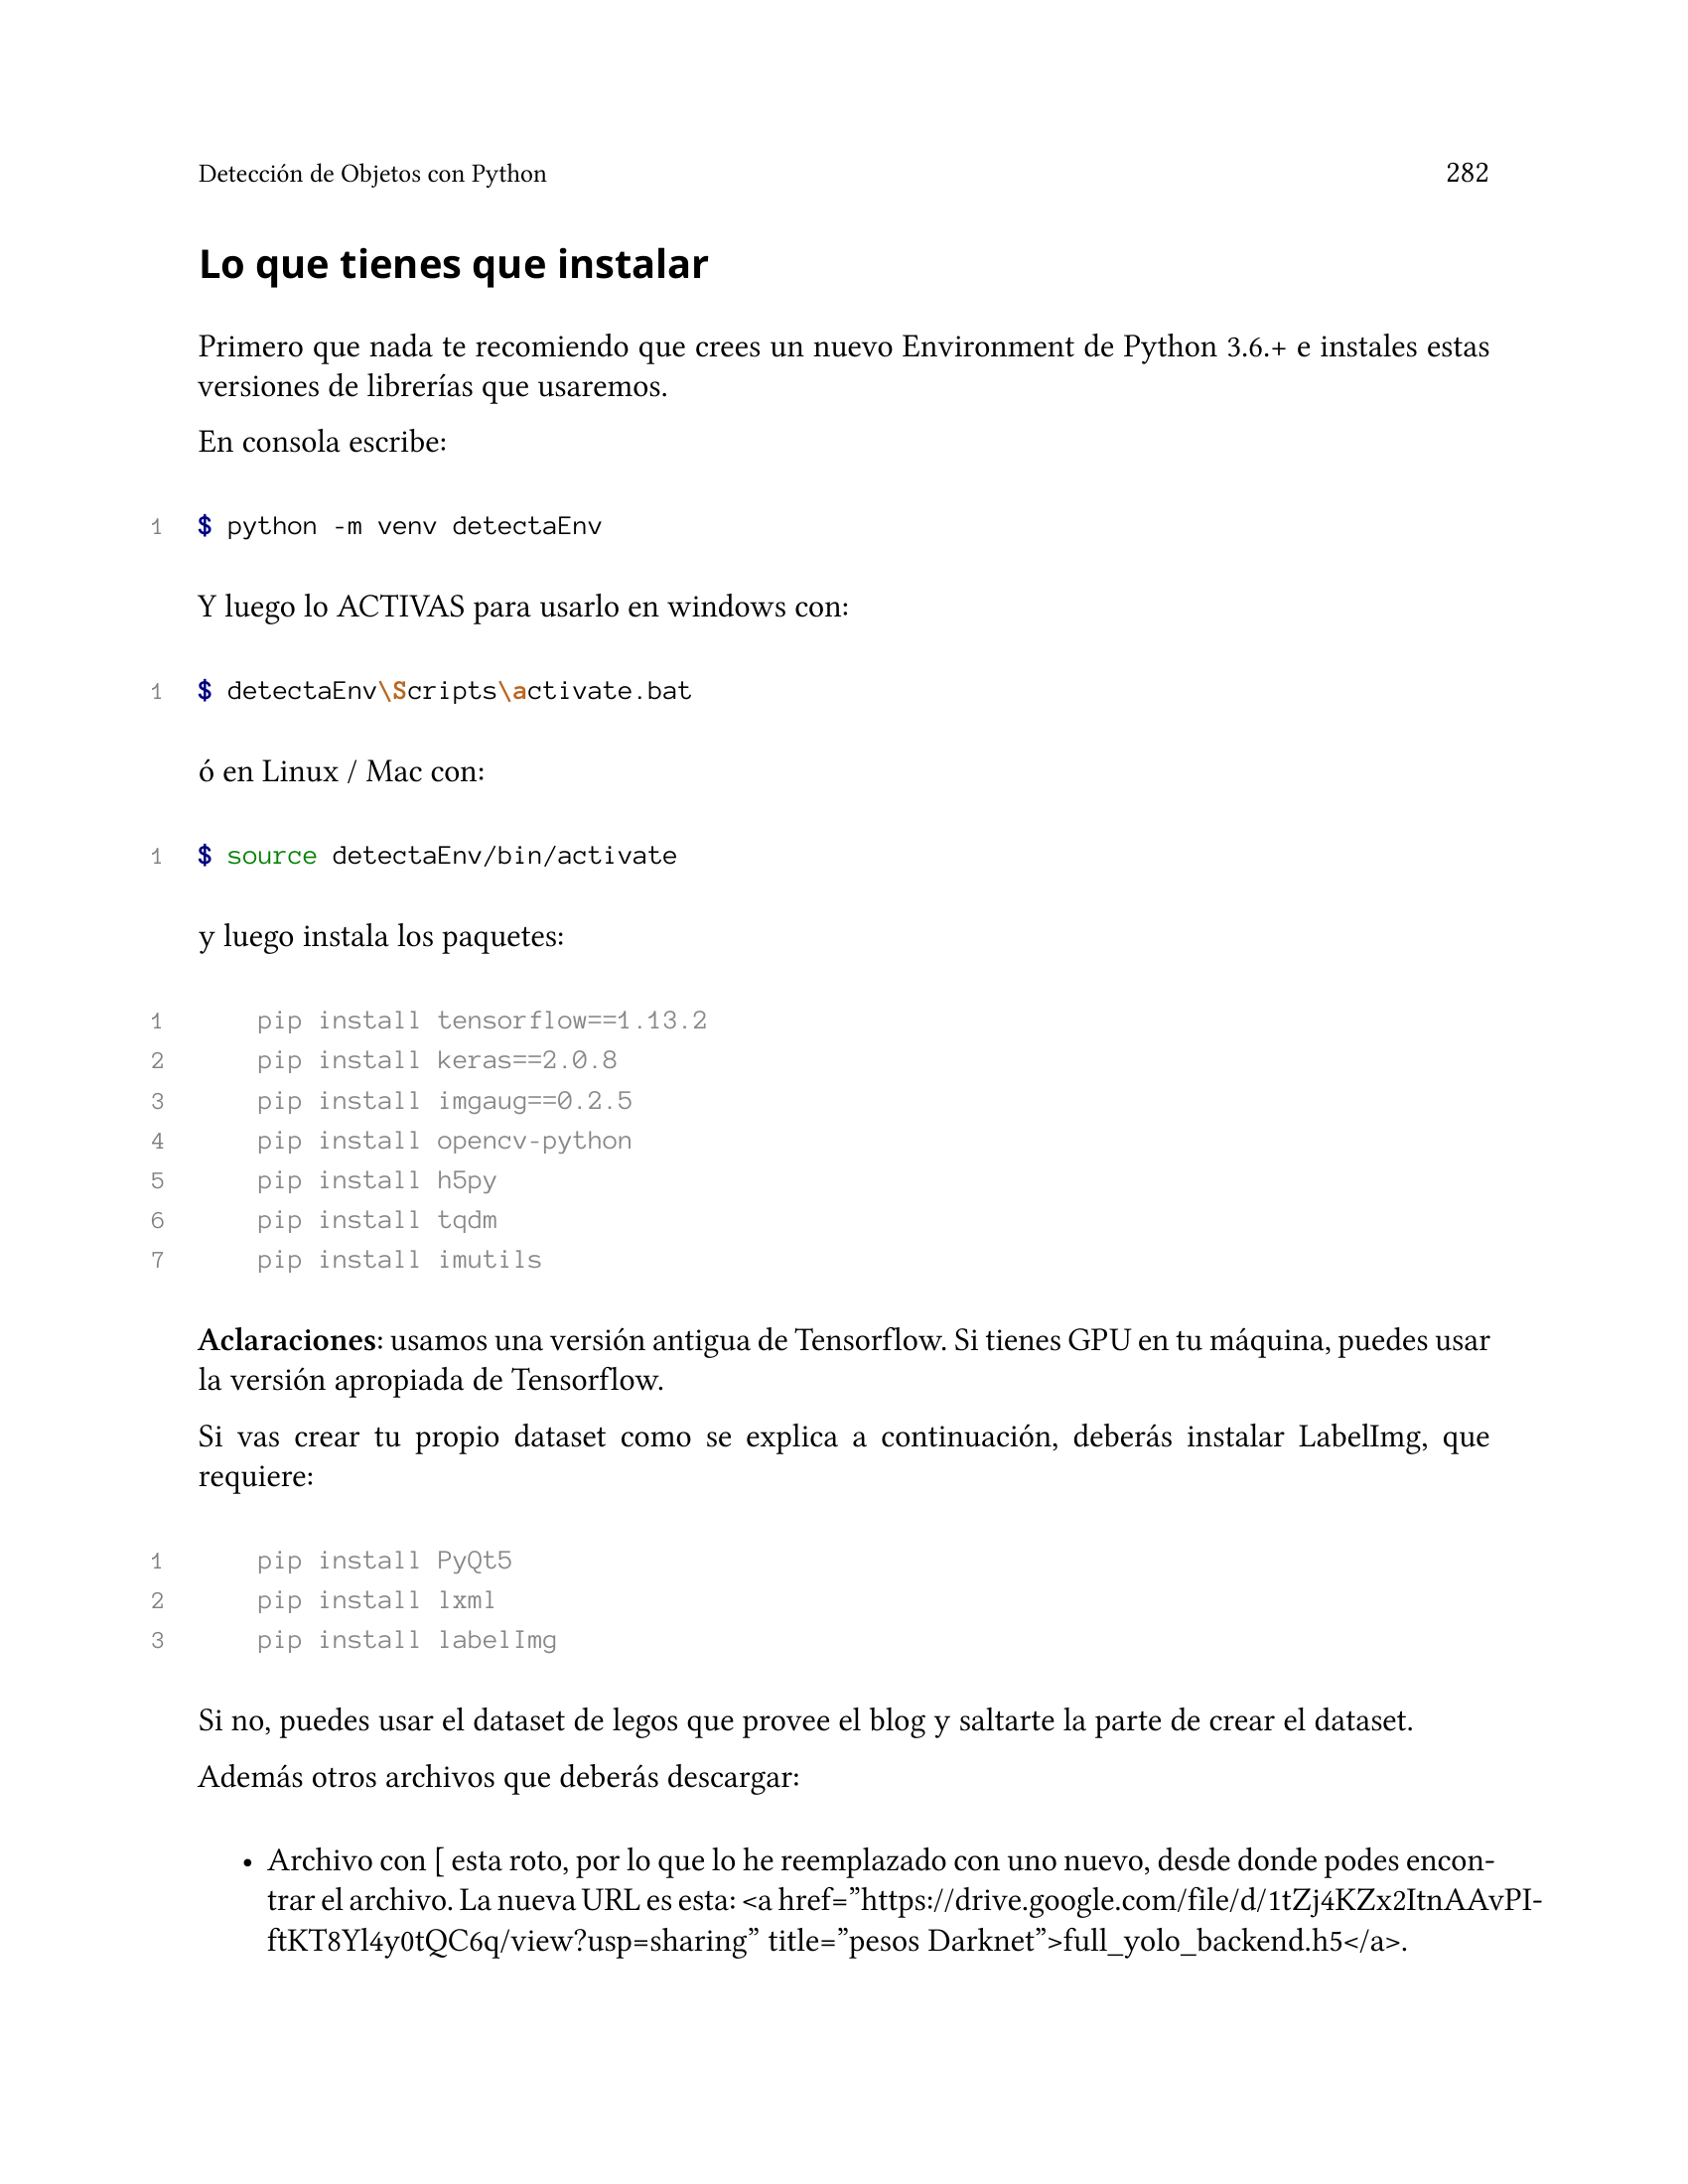 Detección de Objetos con Python 282
Lo que tienes que instalar
Primero que nada te recomiendo que crees un nuevo Environment de Python 3.6.+ e instales estas
versiones de librerías que usaremos.
En consola escribe:
1 $ python -m venv detectaEnv
Y luego lo ACTIVAS para usarlo en windows con:
1 $ detectaEnv\Scripts\activate.bat
ó en Linux / Mac con:
1 $ source detectaEnv/bin/activate
y luego instala los paquetes:
1 pip install tensorflow==1.13.2
2 pip install keras==2.0.8
3 pip install imgaug==0.2.5
4 pip install opencv-python
5 pip install h5py
6 pip install tqdm
7 pip install imutils
Aclaraciones: usamos una versión antigua de Tensorflow. Si tienes GPU en tu máquina, puedes usar
la versión apropiada de Tensorflow.
Si vas crear tu propio dataset como se explica a continuación, deberás instalar LabelImg, que
requiere:
1 pip install PyQt5
2 pip install lxml
3 pip install labelImg
Si no, puedes usar el dataset de legos que provee el blog y saltarte la parte de crear el dataset.
Además otros archivos que deberás descargar:
• Archivo con [ esta roto, por lo que lo he reemplazado con uno nuevo, desde donde podes encon-
trar el archivo. La nueva URL es esta: <a href=”https://drive.google.com/file/d/1tZj4KZx2ItnAAvPI-
ftKT8Yl4y0tQC6q/view?usp=sharing” title=”pesos Darknet”>full_yolo_backend.h5</a>.